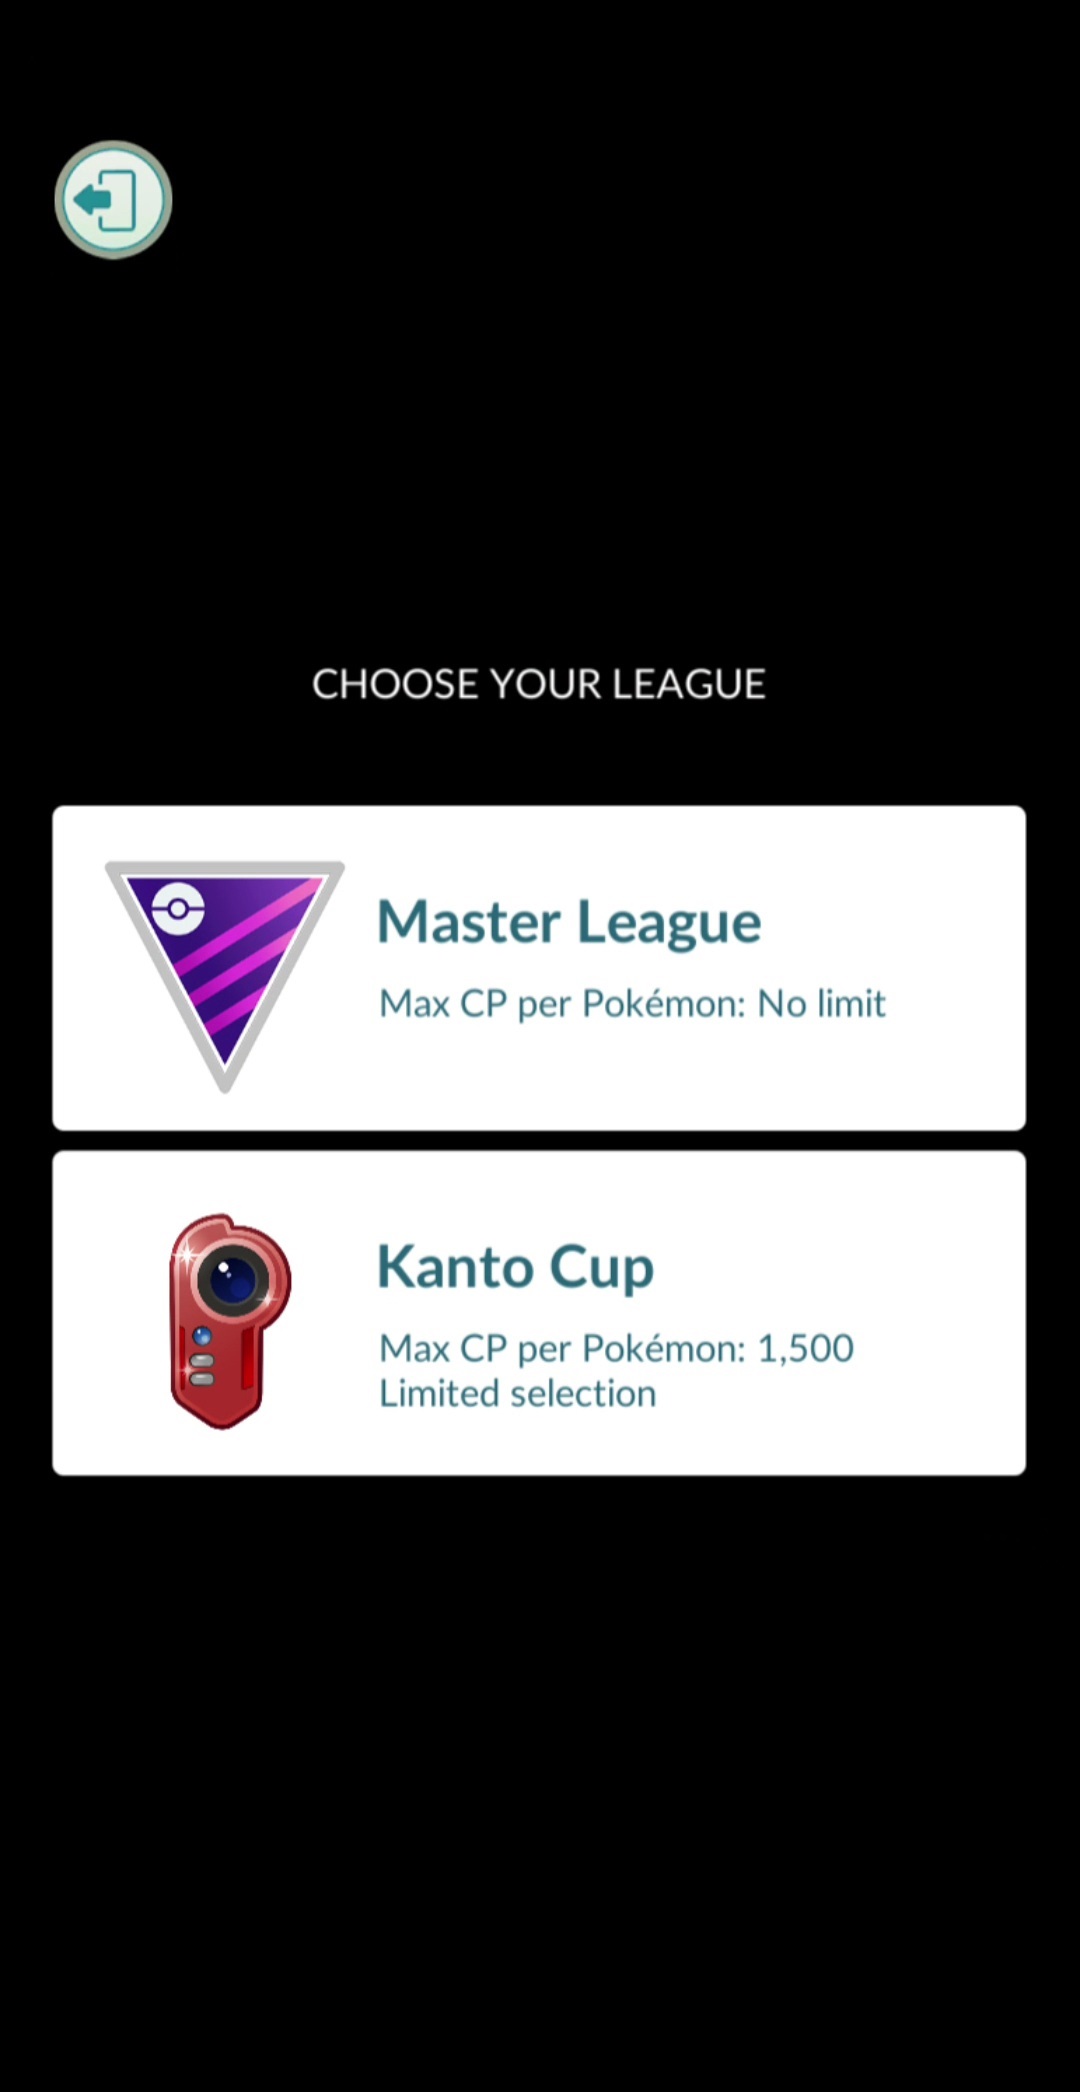 CHOOSE YOUR LEAGUE
Master League
Max CP per Pokémon: No limit
Kanto Cup
Max CP per Pokémon: 1,500
Limited selection